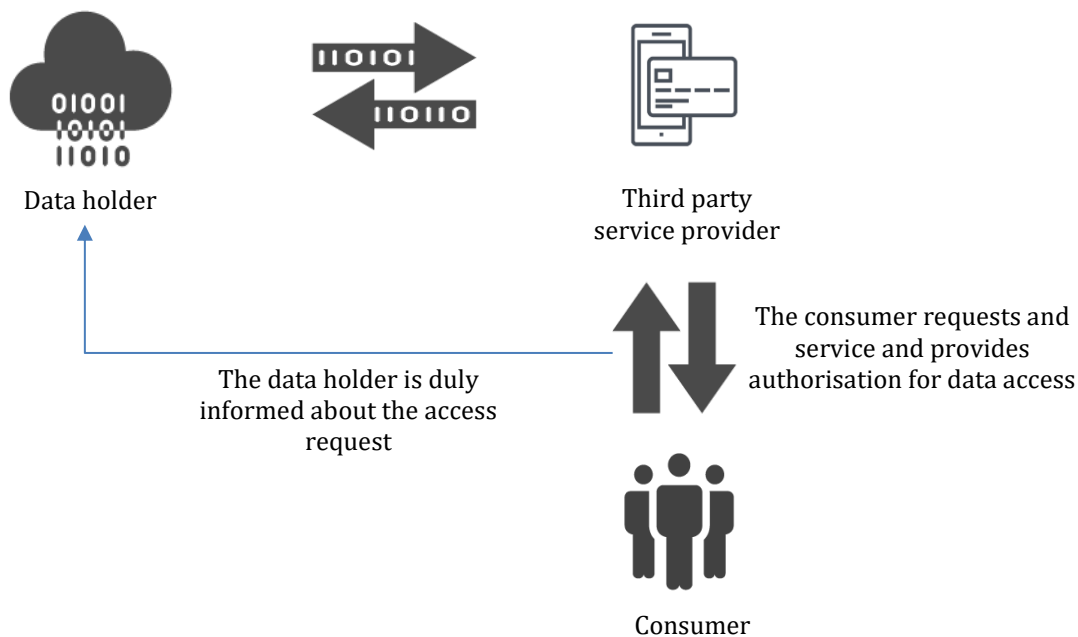 110101
110110
01001
10101
11010
Data holder
Third party
service provider
The consumer requests and
service and provides
authorisation for data access
The data holder is duly
informed about the access
request
Consumer